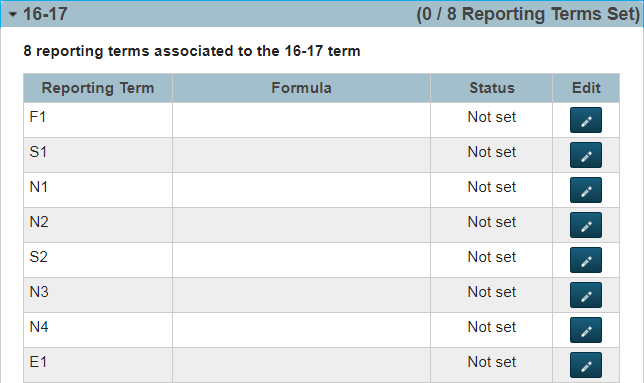 16-17 (0 / 8 Reporting Terms Set)
8 reporting terms associated to the 16-17 term
Reporting Term Formula Status Edit
F1 Not set
S1 Not set
N1 Not set
N2 Not set
S2 Not set
N3 Not set
N4 Not set
E1 Not set